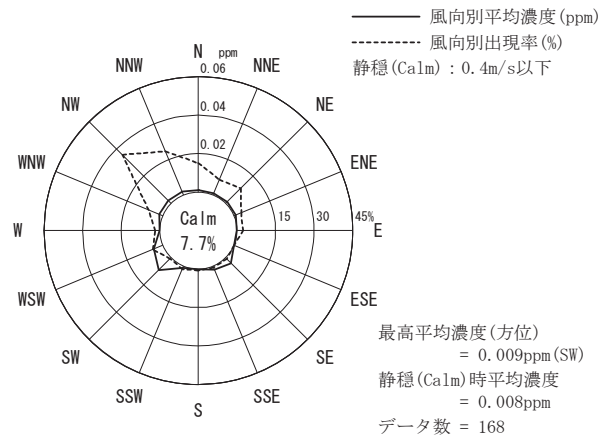 風向別平均濃度(ppm)
風向別出現率(%)
静穏(Calm)：0.4m/s以下
N ppm
0.06
NNW
NNE
NW
NE
0.04
WNW
0.02
ENE
Calm
7.7%
W
15
30
45%
E
WSW
ESE
SW
SE
SSW
SSE
S
最高平均濃度(方位)
= 0.009ppm(SW)
静穏(Calm)時平均濃度
= 0.008ppm
データ数 = 168